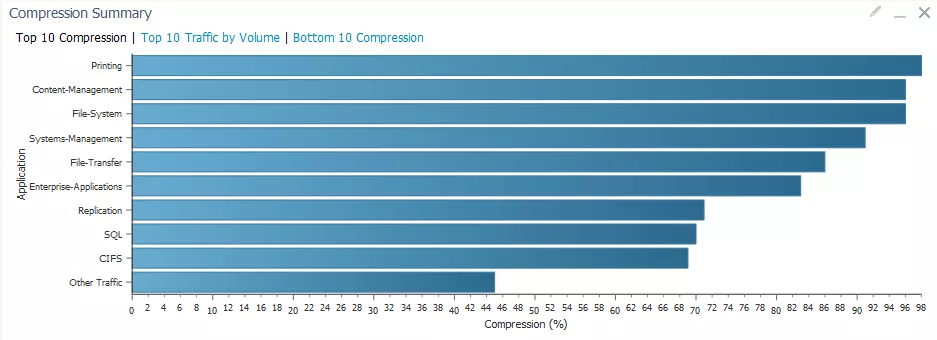 Compression Summary
Top 10 Compression | Top 10 Traffic by Volume | Bottom 10 Compression
Application
Printing
Content-Management
File-System
Systems-Management
File-Transfer
Enterprise-Applications
Replication
SQL
CIFS
Other Traffic
0 2 4 6 8 10 12 14 16 18 20 22 24 26 28 30 32 34 36 38 40 42 44 46 48 50 52 54 56 58 60 62 64 66 68 70 72 74 76 78 80 82 84 86 88 90 92 94 96 98
Compression (%)